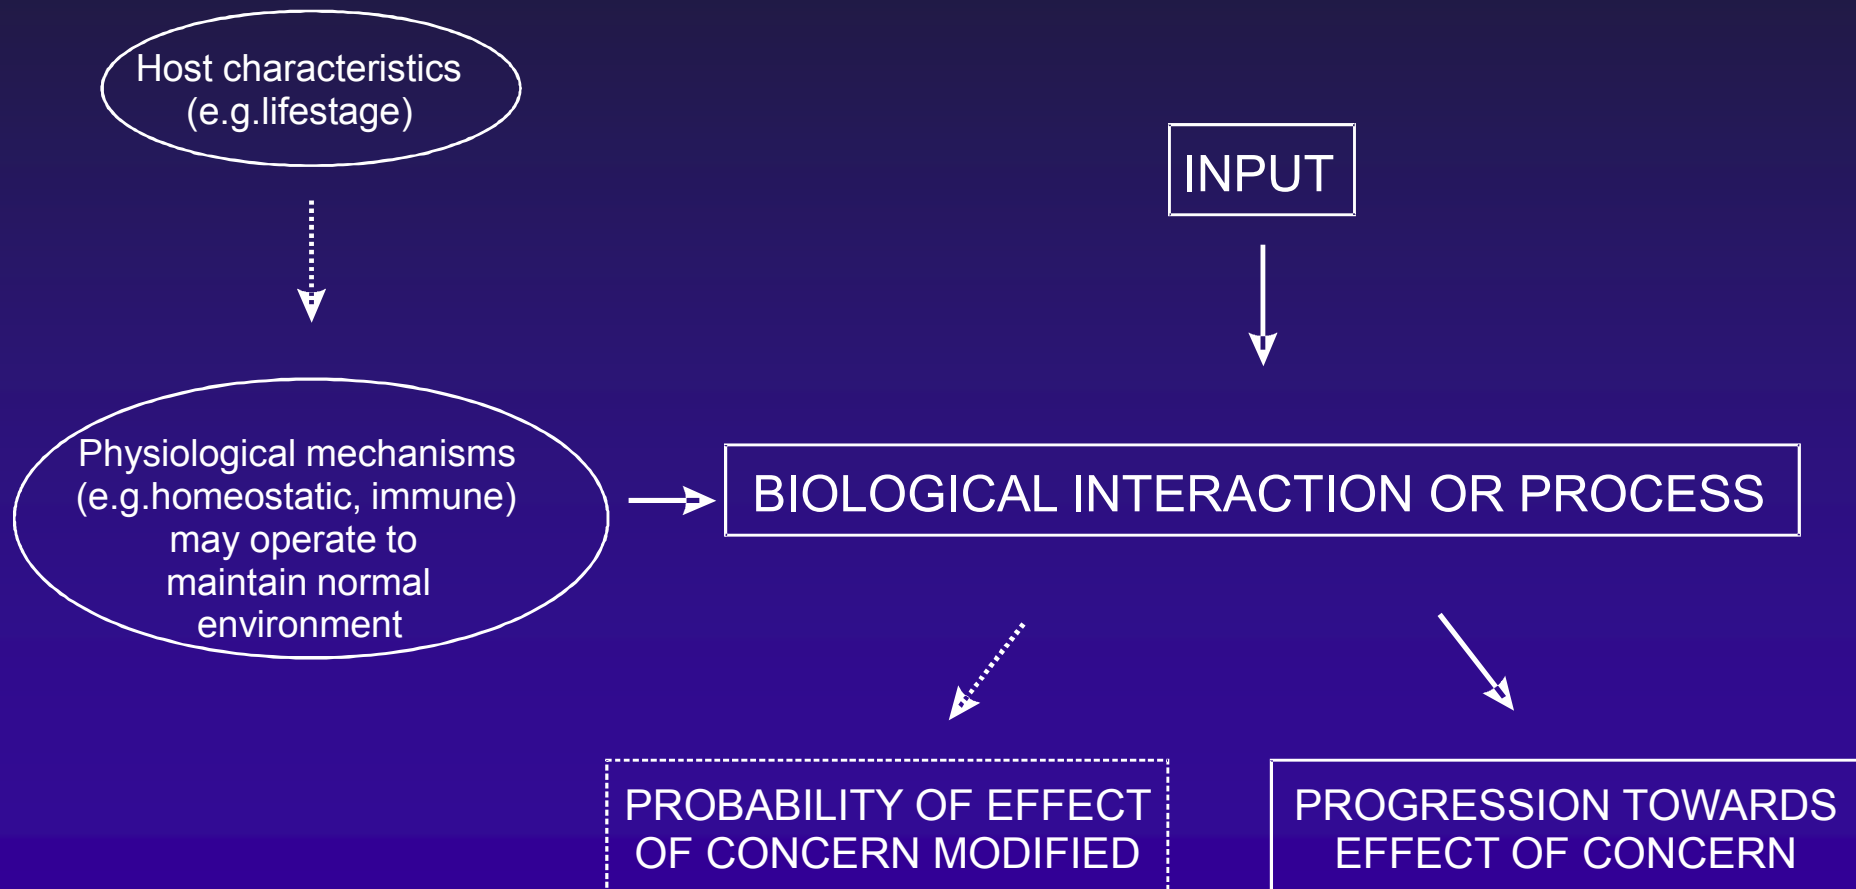 Host characteristics
(e.g.lifestage)
INPUT
Physiological mechanisms
(e.g.homeostatic, immune)
may operate to
maintain normal
environment
BIOLOGICAL INTERACTION OR PROCESS
PROBABILITY OF EFFECT
OF CONCERN MODIFIED
PROGRESSION TOWARDS
EFFECT OF CONCERN